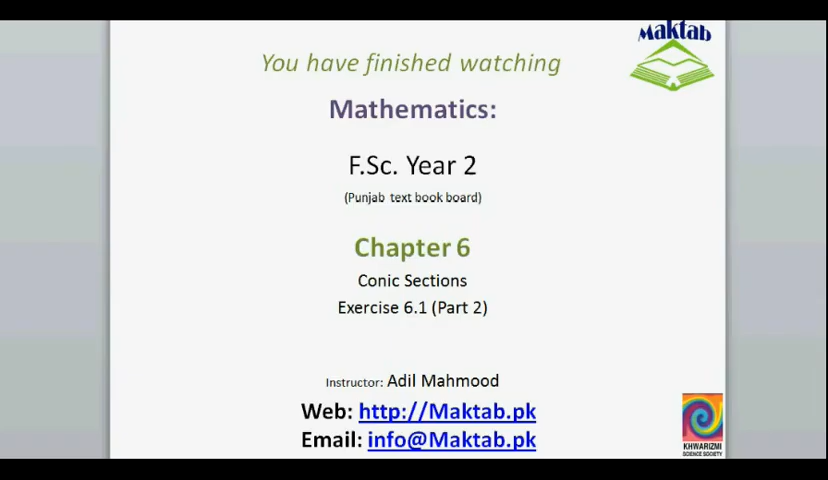 Maktab
You have finished watching
Mathematics:
F.Sc. Year 2
(Punjab text book board)
Chapter 6
Conic Sections
Exercise 6.1 (Part 2)
Instructor: Adil Mahmood
Web: http://Maktab.pk
Email: info@Maktab.pk
KHWARIZMI
SCIENCE SOCIETY